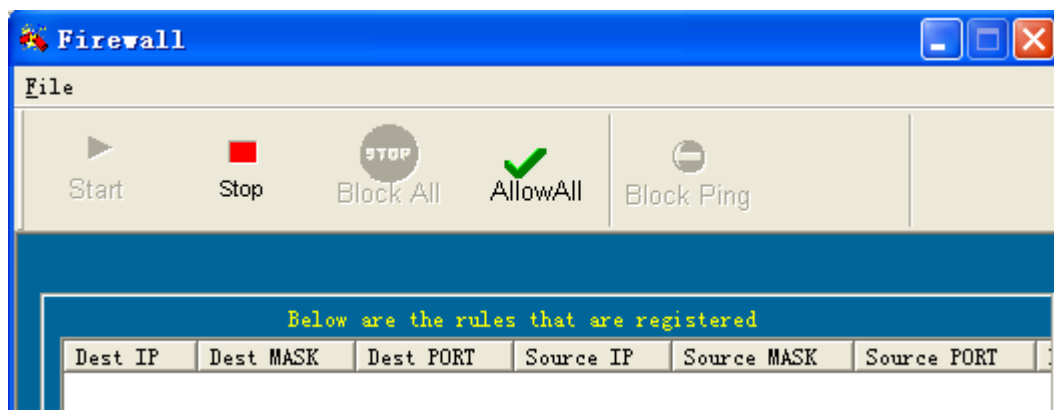 Firewall
File
STOP
Start Stop Block All AllowAll Block Ping
Below are the rules that are registered
Dest IP Dest MASK Dest PORT Source IP Source MASK Source PORT